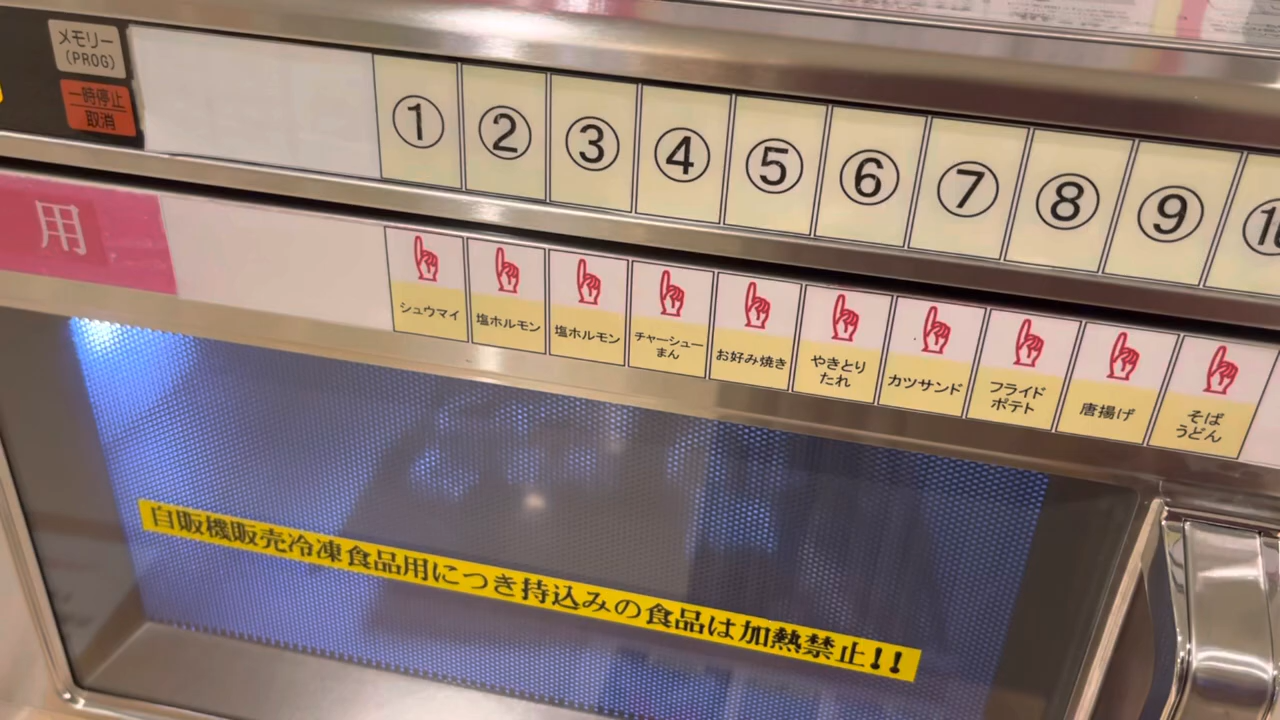 メモリー
(PROG)
一時停止
取消
① ② ③ ④ ⑤ ⑥ ⑦ ⑧ ⑨
用
シュウマイ
塩ホルモン
塩ホルモン
チャーシュー
まん
お好み焼き
やきとり
たれ
カツサンド
フライド
ポテト
唐揚げ
そば
うどん
自販機販売冷凍食品用につき持込みの食品は加熱禁止!!